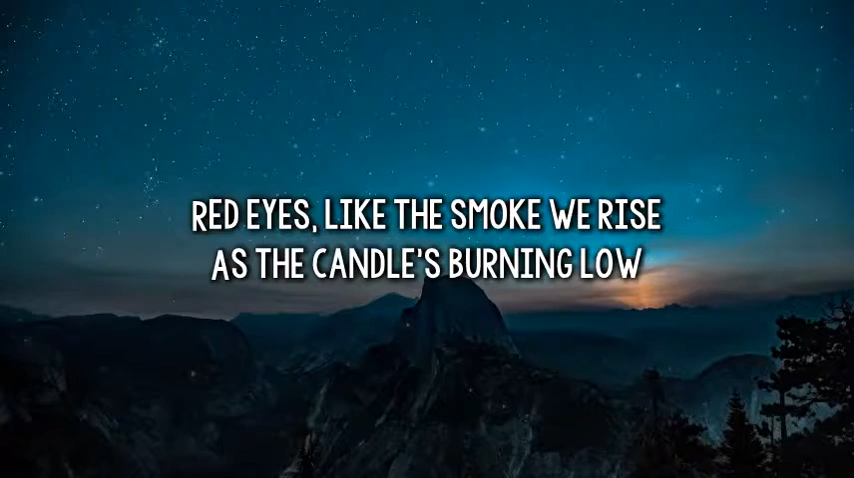 RED EYES, LIKE THE SMOKE WE RISE
AS THE CANDLE'S BURNING LOW